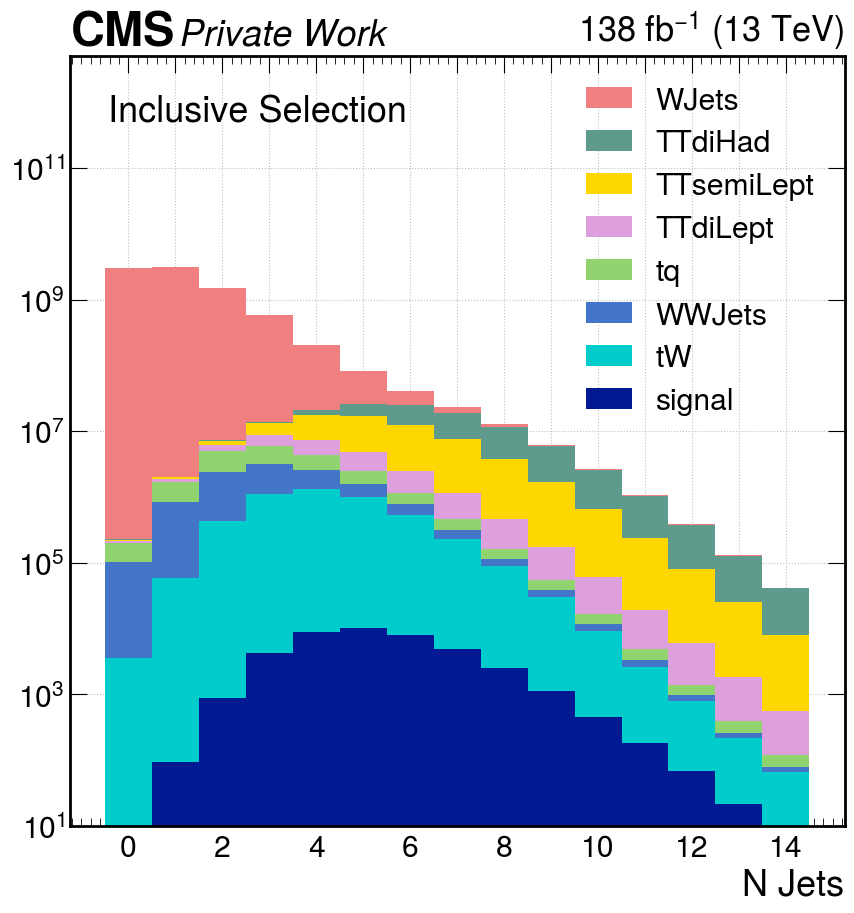 CMS Private Work 138 fb⁻¹ (13 TeV)
Inclusive Selection
WJets
TTdiHad
TTsemiLept
TTdiLept
tq
WWJets
tW
signal
10¹¹
10⁹
10⁷
10⁵
10³
10¹
0 2 4 6 8 10 12 14
N Jets